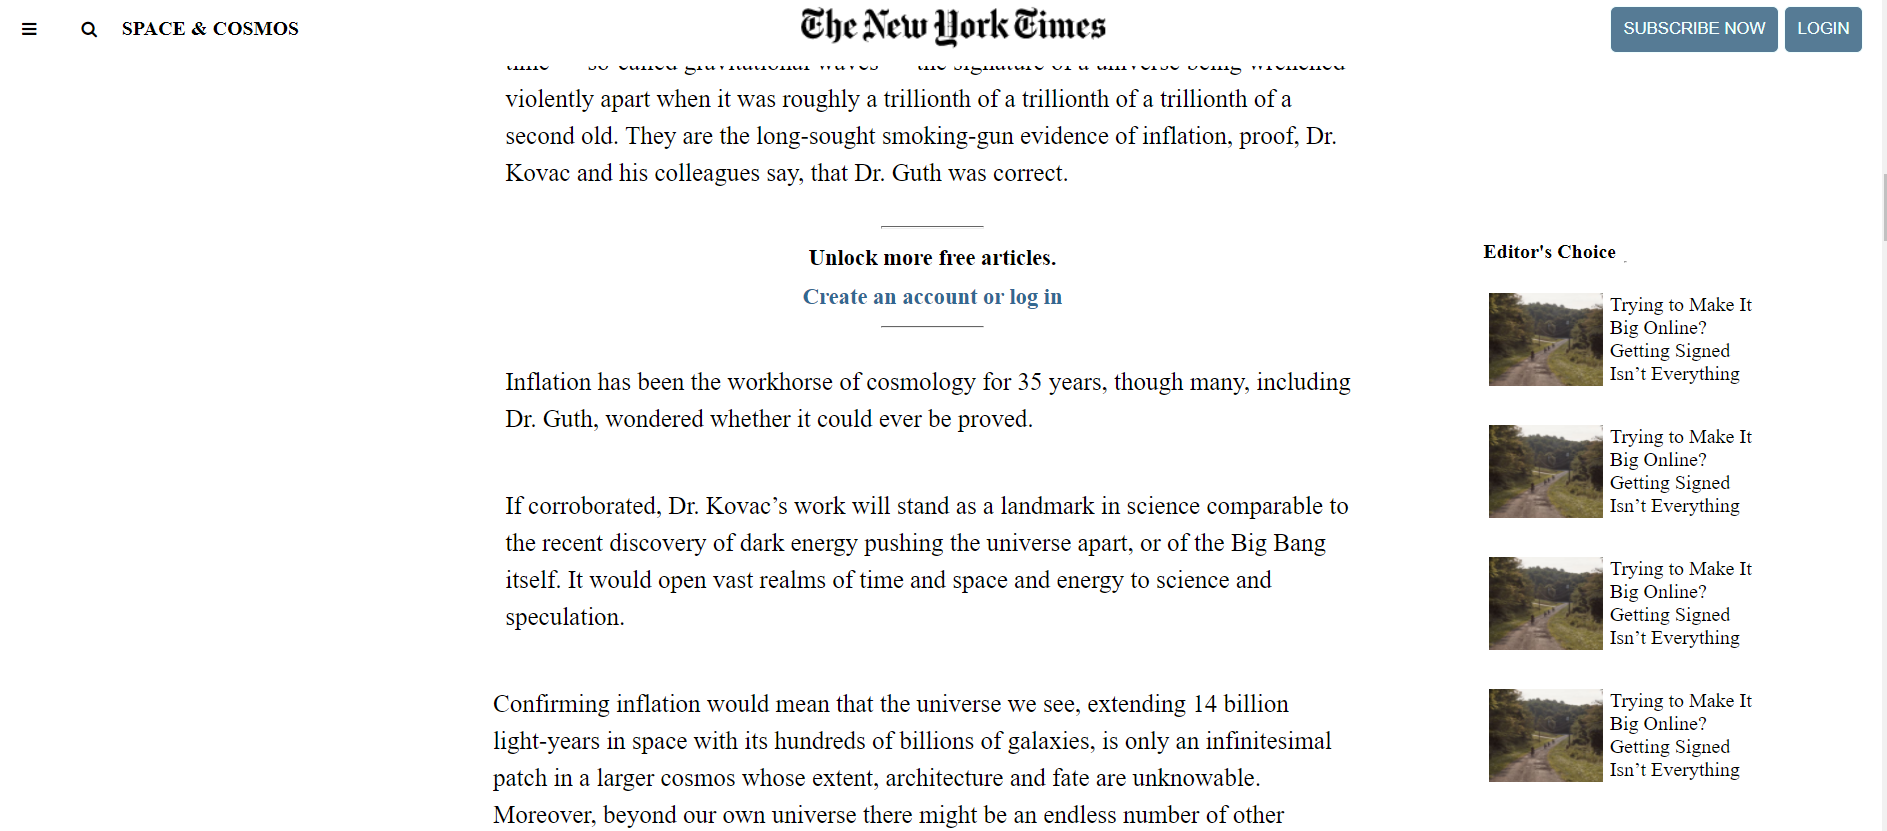 SPACE & COSMOS
The New York Times
SUBSCRIBE NOW
LOGIN
time — so-called gravitational waves — the signature of a universe being wrenched
violently apart when it was roughly a trillionth of a trillionth of a trillionth of a
second old. They are the long-sought smoking-gun evidence of inflation, proof, Dr.
Kovac and his colleagues say, that Dr. Guth was correct.
Unlock more free articles.
Create an account or log in
Inflation has been the workhorse of cosmology for 35 years, though many, including
Dr. Guth, wondered whether it could ever be proved.
If corroborated, Dr. Kovac’s work will stand as a landmark in science comparable to
the recent discovery of dark energy pushing the universe apart, or of the Big Bang
itself. It would open vast realms of time and space and energy to science and
speculation.
Confirming inflation would mean that the universe we see, extending 14 billion
light-years in space with its hundreds of billions of galaxies, is only an infinitesimal
patch in a larger cosmos whose extent, architecture and fate are unknowable.
Moreover, beyond our own universe there might be an endless number of other
Editor's Choice
Trying to Make It
Big Online?
Getting Signed
Isn’t Everything
Trying to Make It
Big Online?
Getting Signed
Isn’t Everything
Trying to Make It
Big Online?
Getting Signed
Isn’t Everything
Trying to Make It
Big Online?
Getting Signed
Isn’t Everything